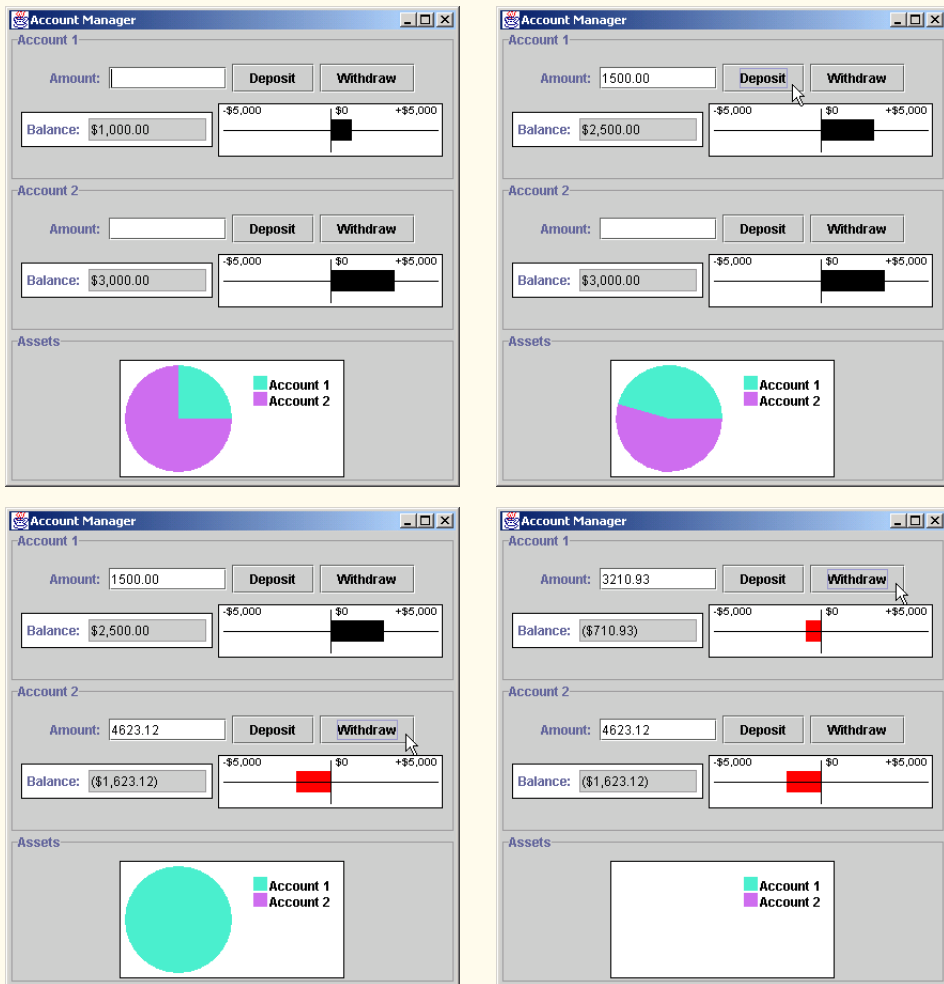 Account Manager
Account 1
Amount:
Deposit
Withdraw
Balance: $1,000.00
-$5,000 $0 +$5,000
Account 2
Amount:
Deposit
Withdraw
Balance: $3,000.00
-$5,000 $0 +$5,000
Assets
Account 1
Account 2
Account Manager
Account 1
Amount: 1500.00
Deposit
Withdraw
Balance: $2,500.00
-$5,000 $0 +$5,000
Account 2
Amount:
Deposit
Withdraw
Balance: $3,000.00
-$5,000 $0 +$5,000
Assets
Account 1
Account 2
Account Manager
Account 1
Amount: 1500.00
Deposit
Withdraw
Balance: $2,500.00
-$5,000 $0 +$5,000
Account 2
Amount: 4623.12
Deposit
Withdraw
Balance: ($1,623.12)
-$5,000 $0 +$5,000
Assets
Account 1
Account 2
Account Manager
Account 1
Amount: 3210.93
Deposit
Withdraw
Balance: ($710.93)
-$5,000 $0 +$5,000
Account 2
Amount: 4623.12
Deposit
Withdraw
Balance: ($1,623.12)
-$5,000 $0 +$5,000
Assets
Account 1
Account 2